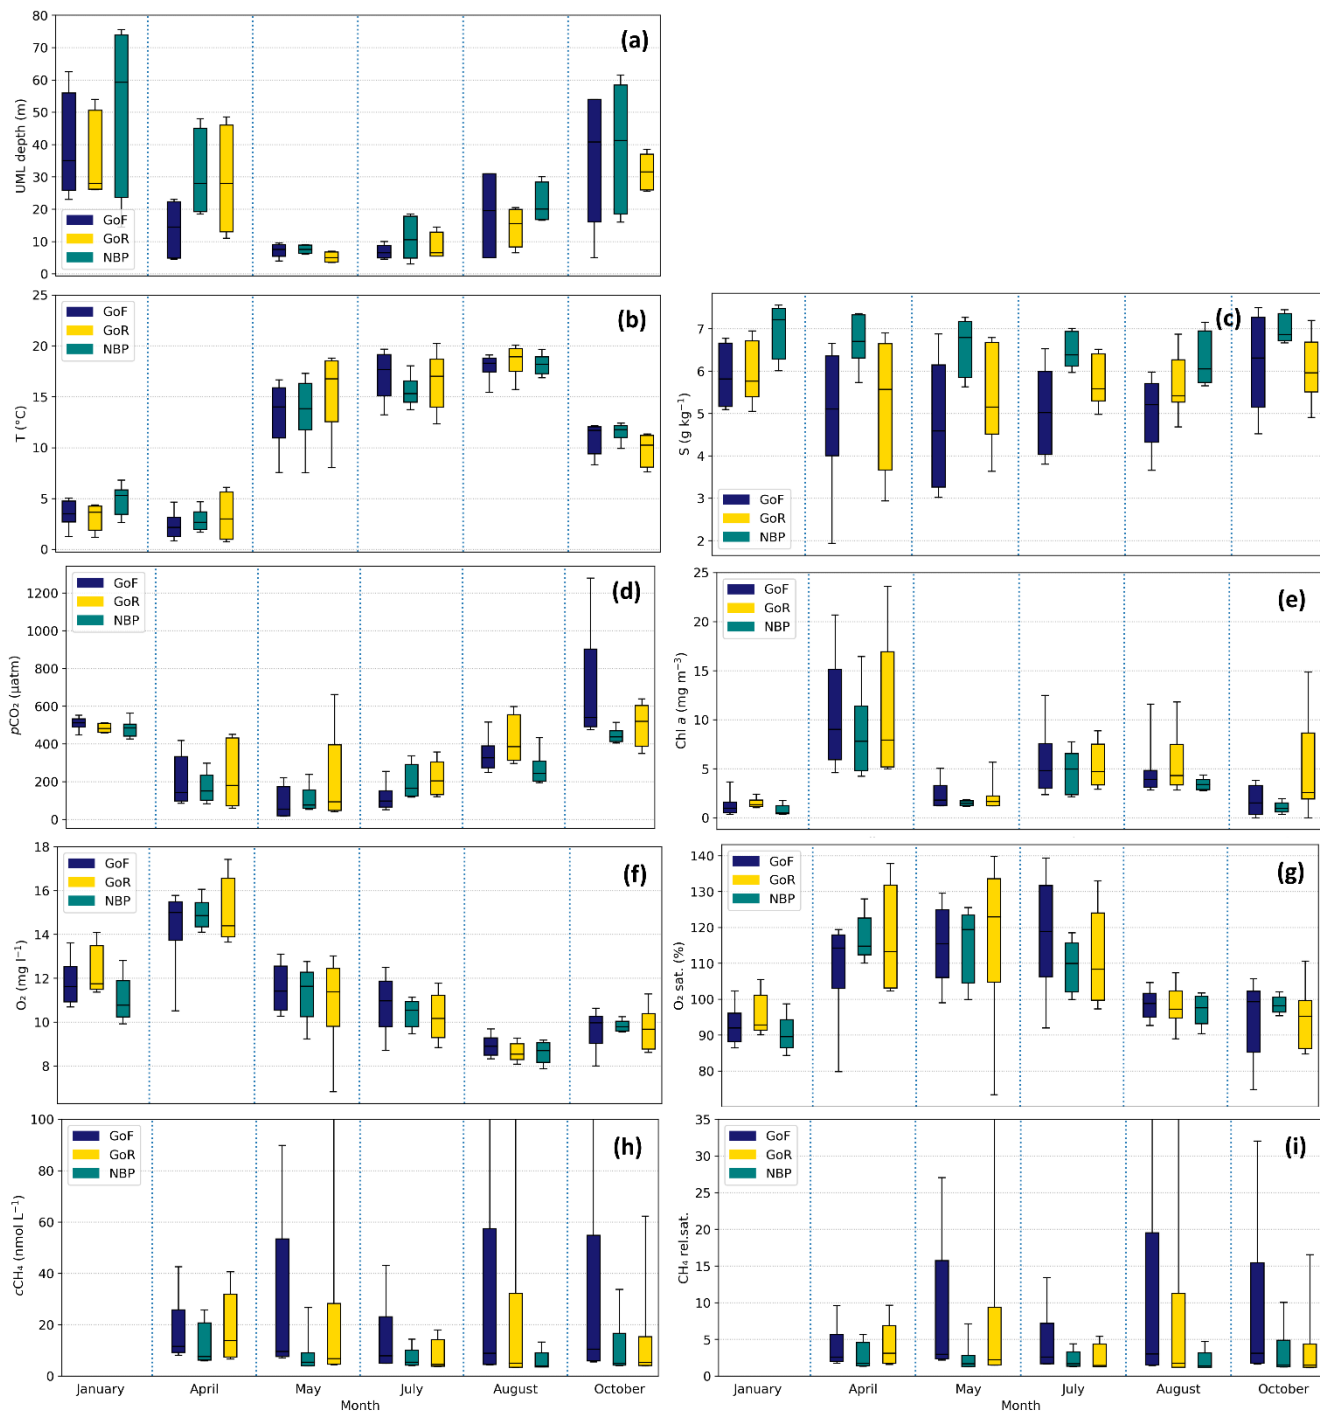 (a)
UML depth (m)
80
70
60
50
40
30
20
10
0
GoF
GoR
NBP
(b)
T (°C)
25
20
15
10
5
0
GoF
GoR
NBP
(c)
S (g kg⁻¹)
7
6
5
4
3
2
GoF
GoR
NBP
(d)
pCO₂ (µatm)
1200
1000
800
600
400
200
0
GoF
GoR
NBP
(e)
Chl a (mg m⁻³)
25
20
15
10
5
0
GoF
GoR
NBP
(f)
O₂ (mg l⁻¹)
18
16
14
12
10
8
6
GoF
GoR
NBP
(g)
O₂ sat. (%)
140
130
120
110
100
90
80
GoF
GoR
NBP
(h)
cCH₄ (nmol L⁻¹)
100
80
60
40
20
0
GoF
GoR
NBP
January April May July August October
Month
(i)
CH₄ rel.sat.
35
30
25
20
15
10
5
0
GoF
GoR
NBP
January April May July August October
Month